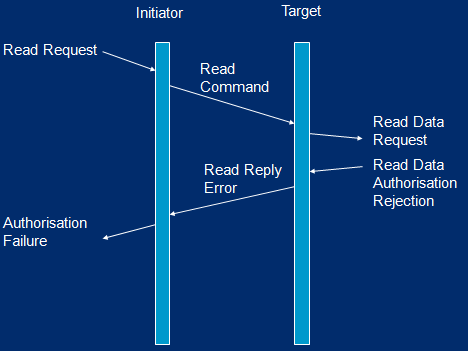 Initiator
Target
Read Request
Read
Command
Read Data
Request
Read Reply
Error
Read Data
Authorisation
Rejection
Authorisation
Failure